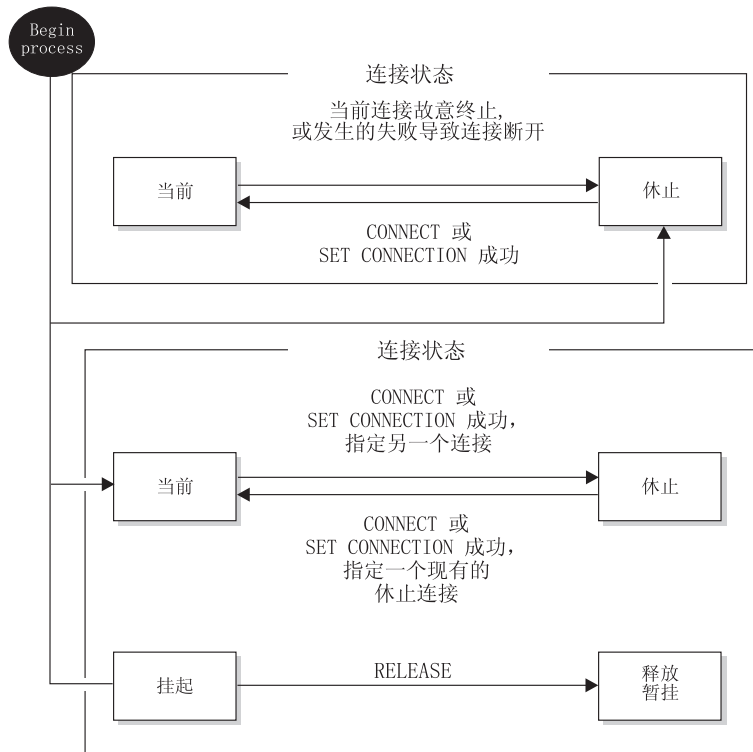 Begin
process
连接状态
当前连接故意终止,
或发生的失败导致连接断开
当前
休止
CONNECT 或
SET CONNECTION 成功
连接状态
CONNECT 或
SET CONNECTION 成功,
指定另一个连接
当前
休止
CONNECT 或
SET CONNECTION 成功,
指定一个现有的
休止连接
挂起
RELEASE
释放
暂挂